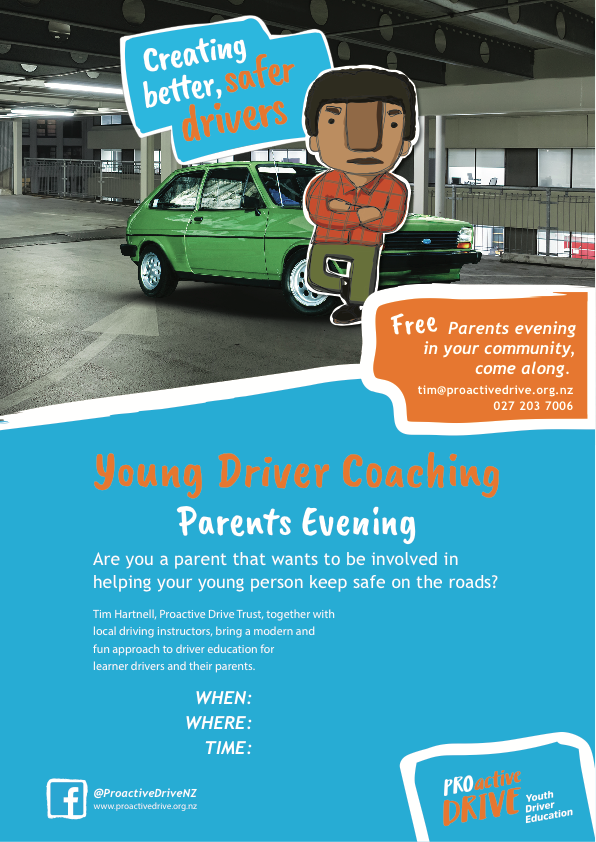 Creating
better, safer
drivers
Free Parents evening
in your community,
come along.
tim@proactivedrive.org.nz
027 203 7006
Young Driver Coaching
Parents Evening
Are you a parent that wants to be involved in
helping your young person keep safe on the roads?
Tim Hartnell, Proactive Drive Trust, together with
local driving instructors, bring a modern and
fun approach to driver education for
learner drivers and their parents.
WHEN:
WHERE:
TIME:
@ProactiveDriveNZ
www.proactivedrive.org.nz
PROactive
DRIVE
Youth
Driver
Education